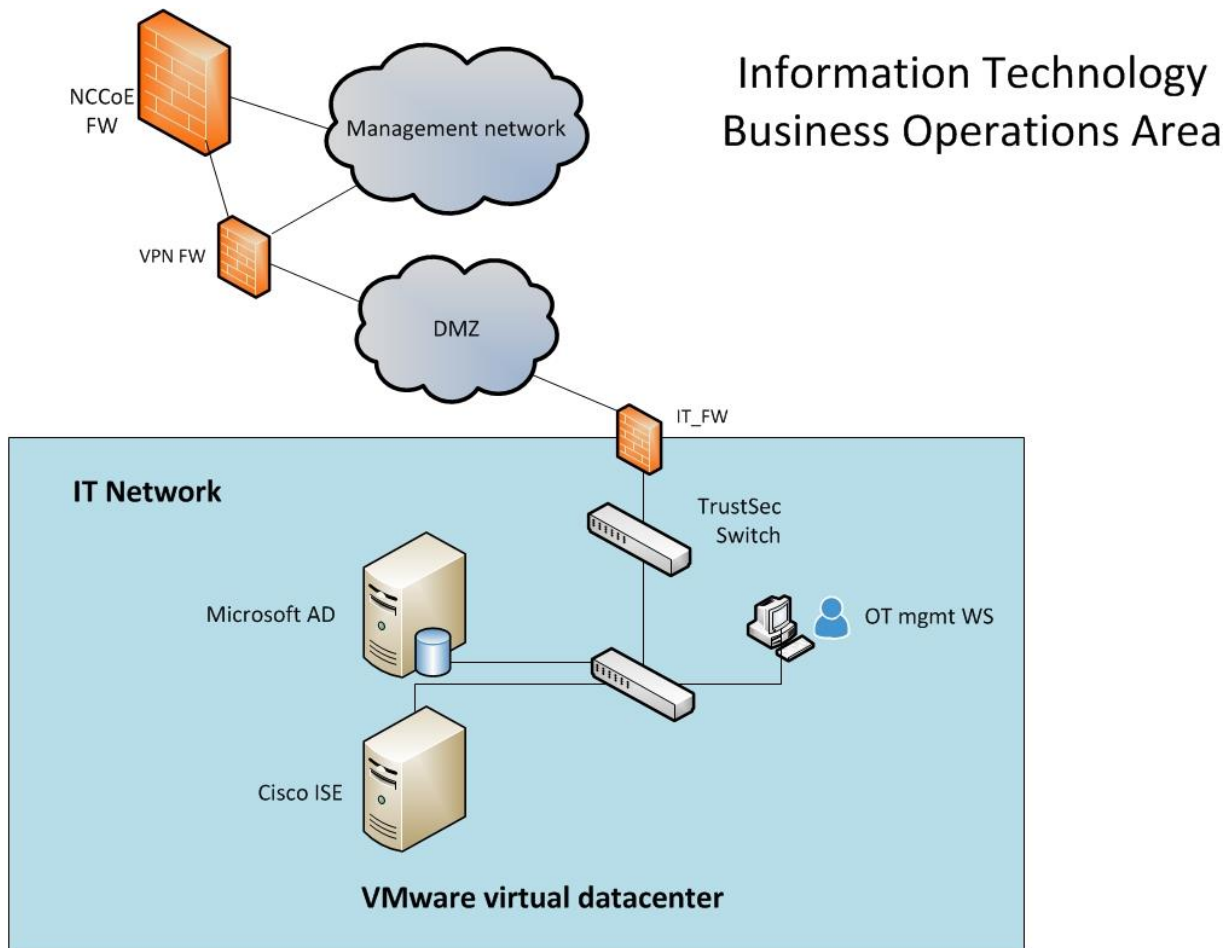 Information Technology
Business Operations Area
NCCoE
FW
Management network
VPN FW
DMZ
IT_FW
IT Network
TrustSec
Switch
Microsoft AD
OT mgmt WS
Cisco ISE
VMware virtual datacenter